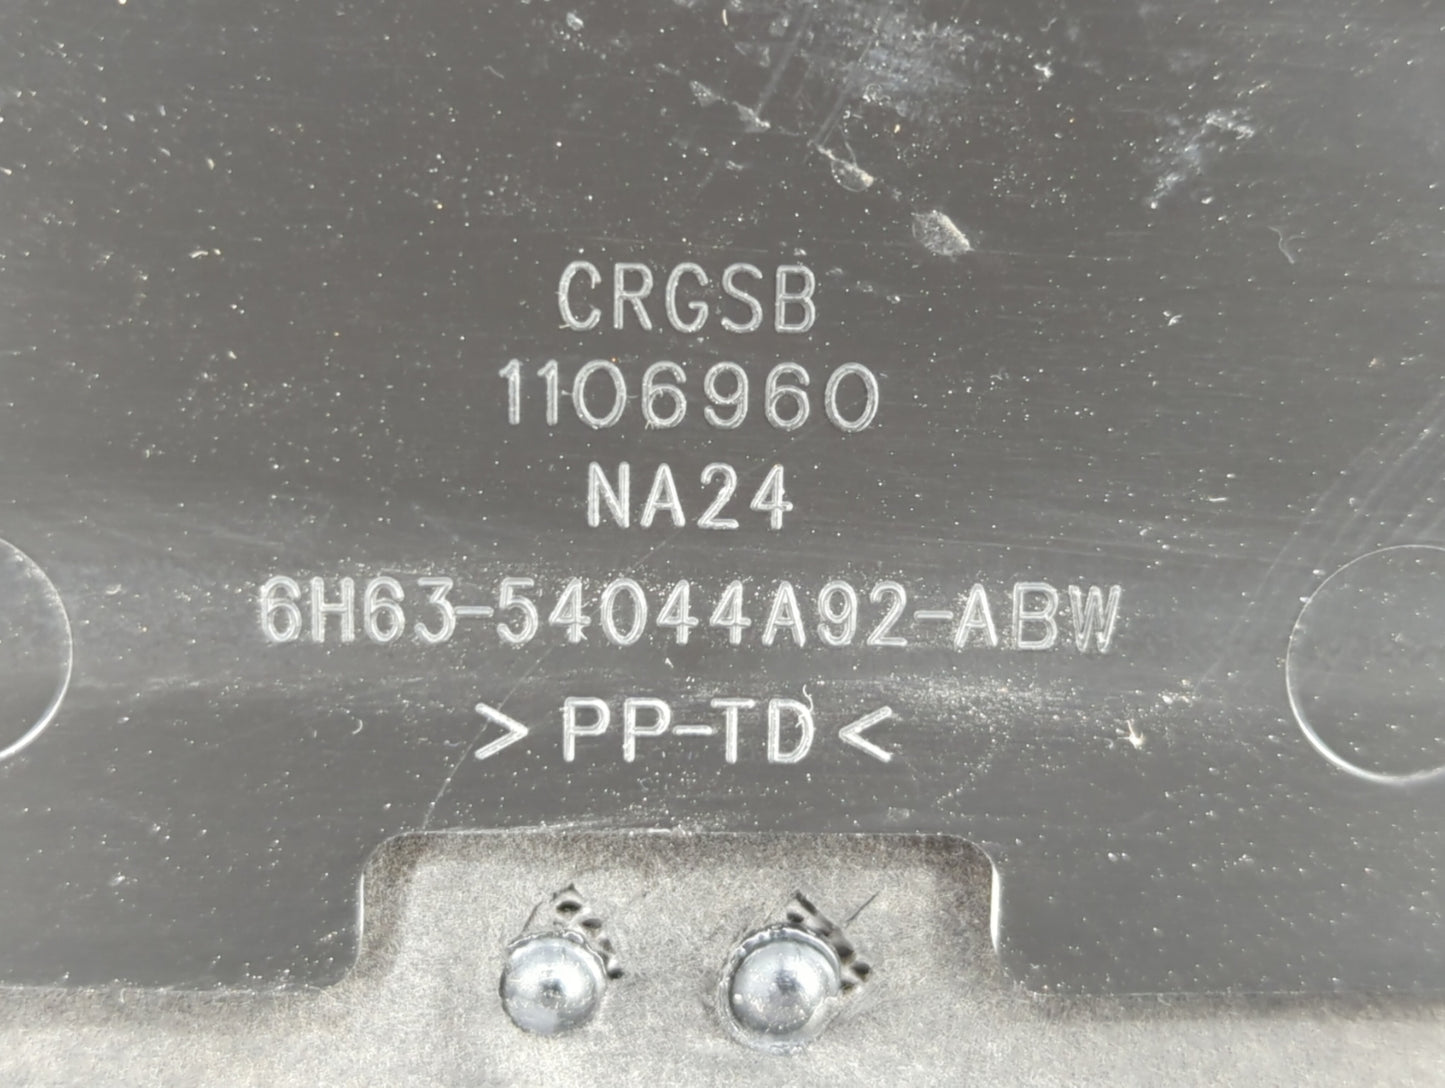 CRGSB
1106960
NA24
6H63-54044A92-ABW
>PP-TD<